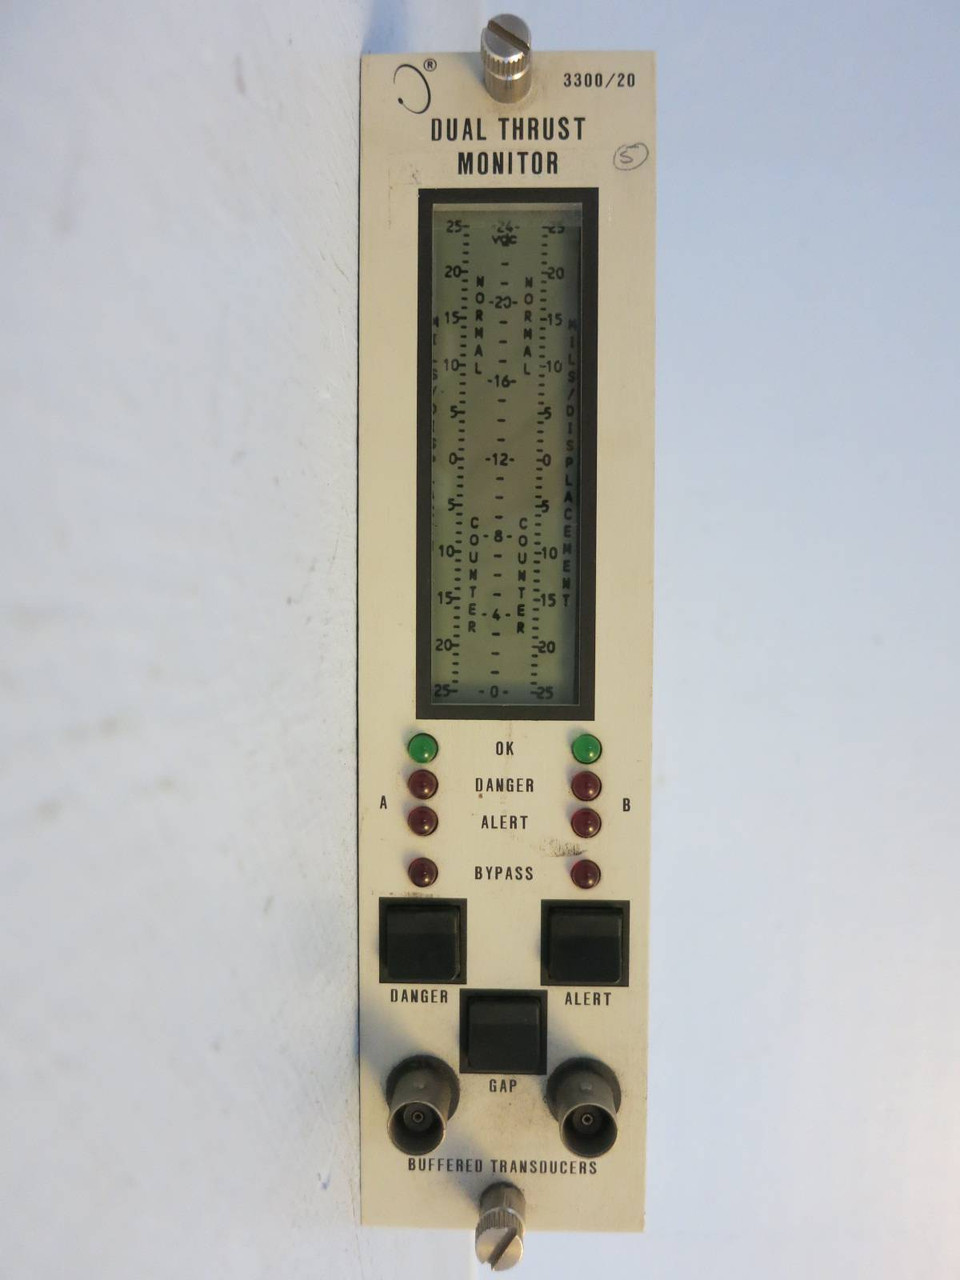 ®
3300/20
DUAL THRUST
MONITOR
5
25 -24- 25
vdc
20 20
-20-
15 15
10 10
-16-
5 5
0 -12- 0
5 5
-8-
10 10
15 15
-4-
20 20
25 -0- 25
NORMAL NORMAL
COUNTER COUNTER
MILS/DISPLACEMENT
OK
DANGER
A B
ALERT
BYPASS
DANGER ALERT
GAP
BUFFERED TRANSDUCERS